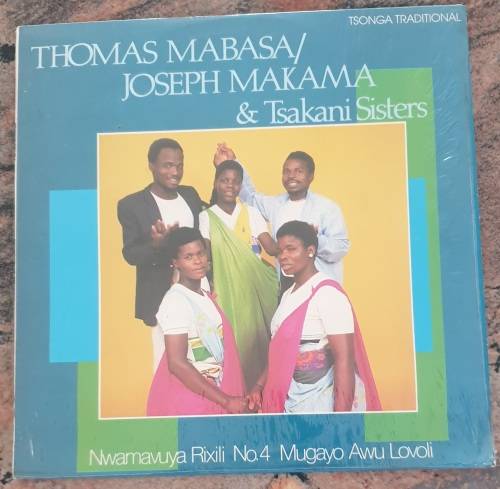 TSONGA TRADITIONAL
THOMAS MABASA/
JOSEPH MAKAMA
& Tsakani Sisters
Nwamavuya Rixili No.4 Mugayo Awu Lovoli